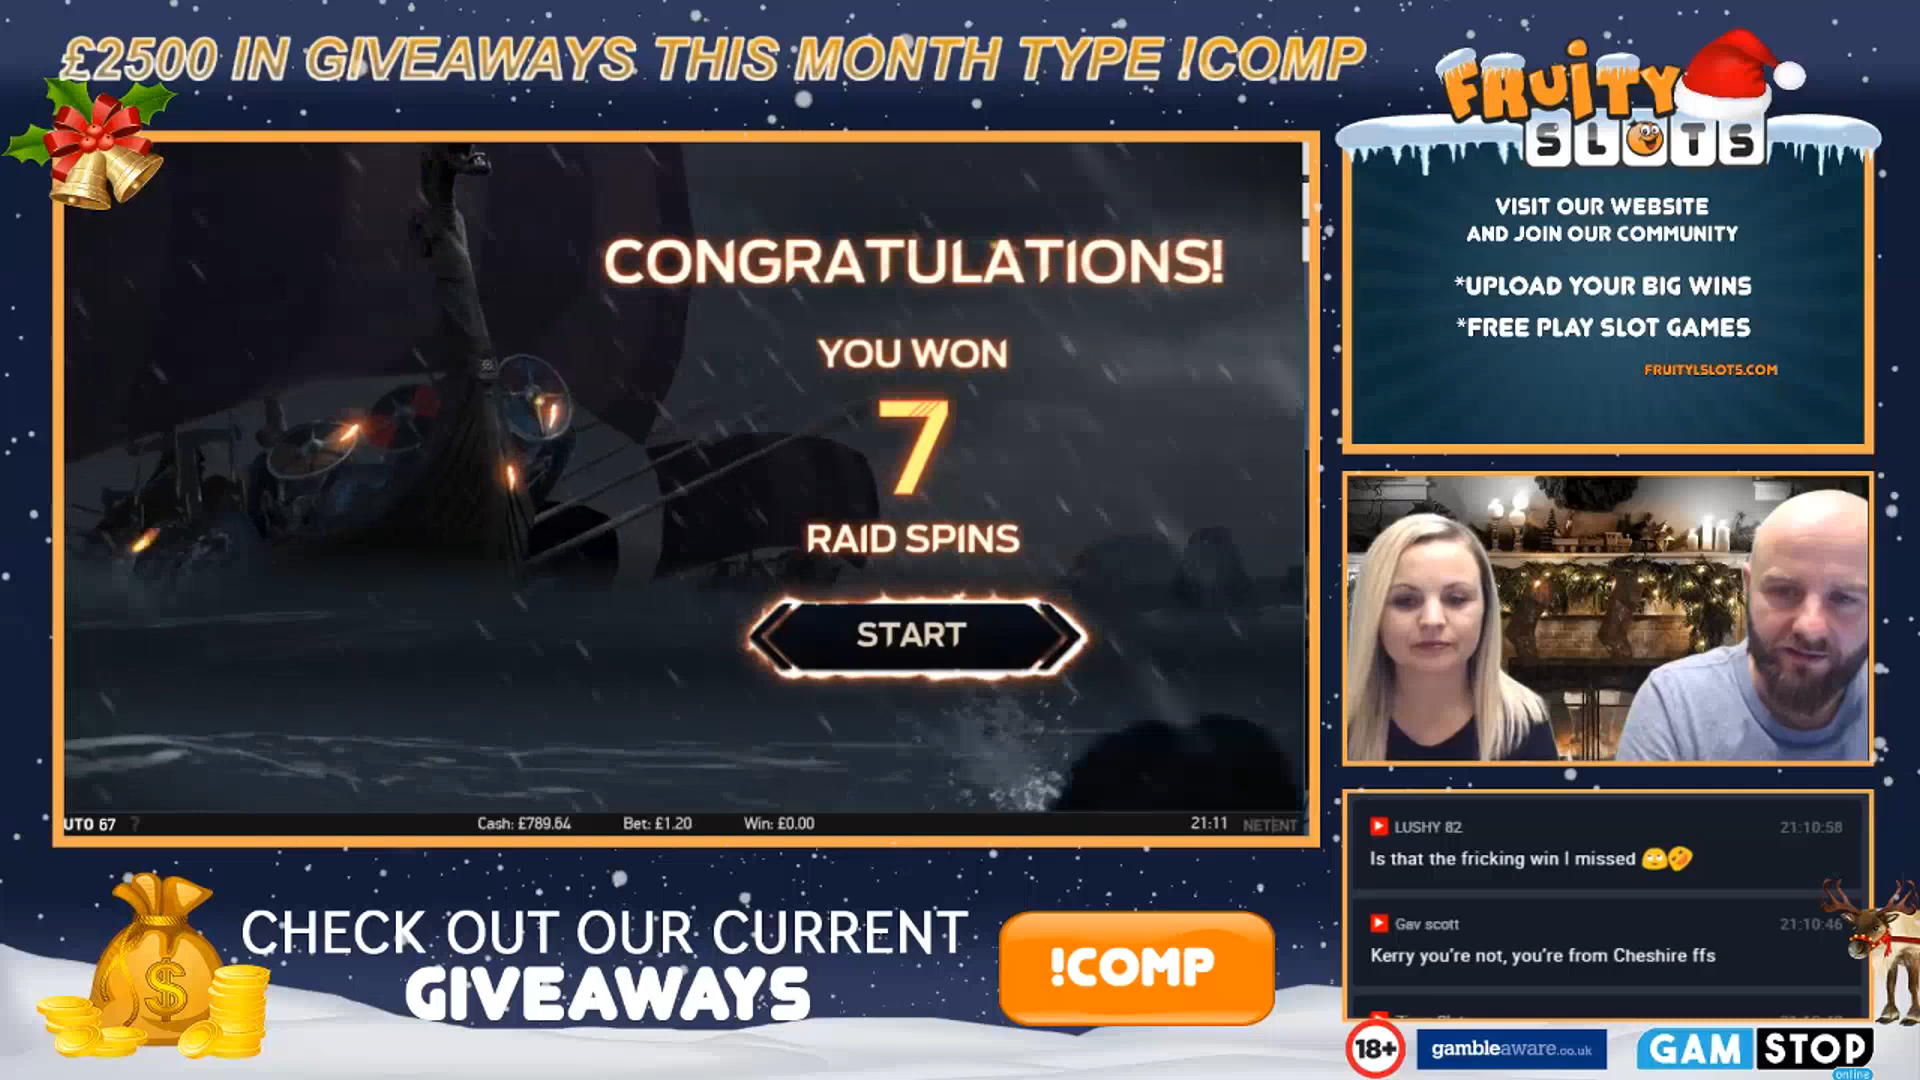 £2500 IN GIVEAWAYS THIS MONTH TYPE !COMP
FRUITY
SLOTS
VISIT OUR WEBSITE
AND JOIN OUR COMMUNITY
*UPLOAD YOUR BIG WINS
*FREE PLAY SLOT GAMES
FRUITYLSLOTS.COM
CONGRATULATIONS!
YOU WON
7
RAID SPINS
START
UTO 67 ?
Cash: £789.64 Bet: £1.20 Win: £0.00
21:11 NETENT
LUSHY 82 21:10:58
Is that the fricking win I missed 🙄🤣
Gav scott 21:10:46
Kerry you're not, you're from Cheshire ffs
CHECK OUT OUR CURRENT
GIVEAWAYS
!COMP
$
18+
gambleaware.co.uk
GAMSTOP
online